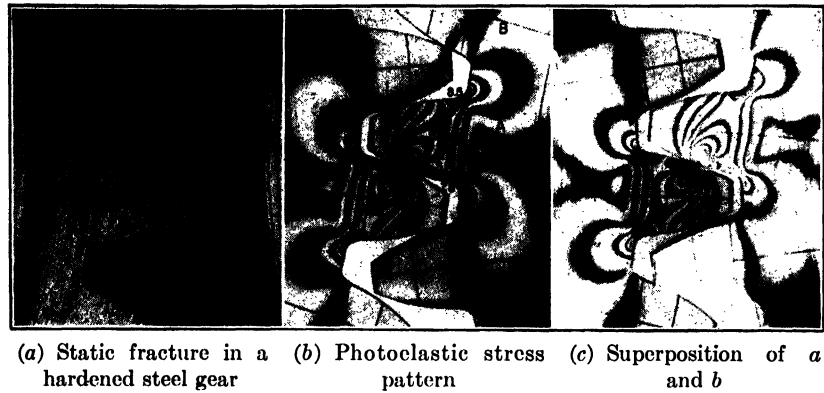 B
(a) Static fracture in a
hardened steel gear
(b) Photoelastic stress
pattern
(c) Superposition of a
and b